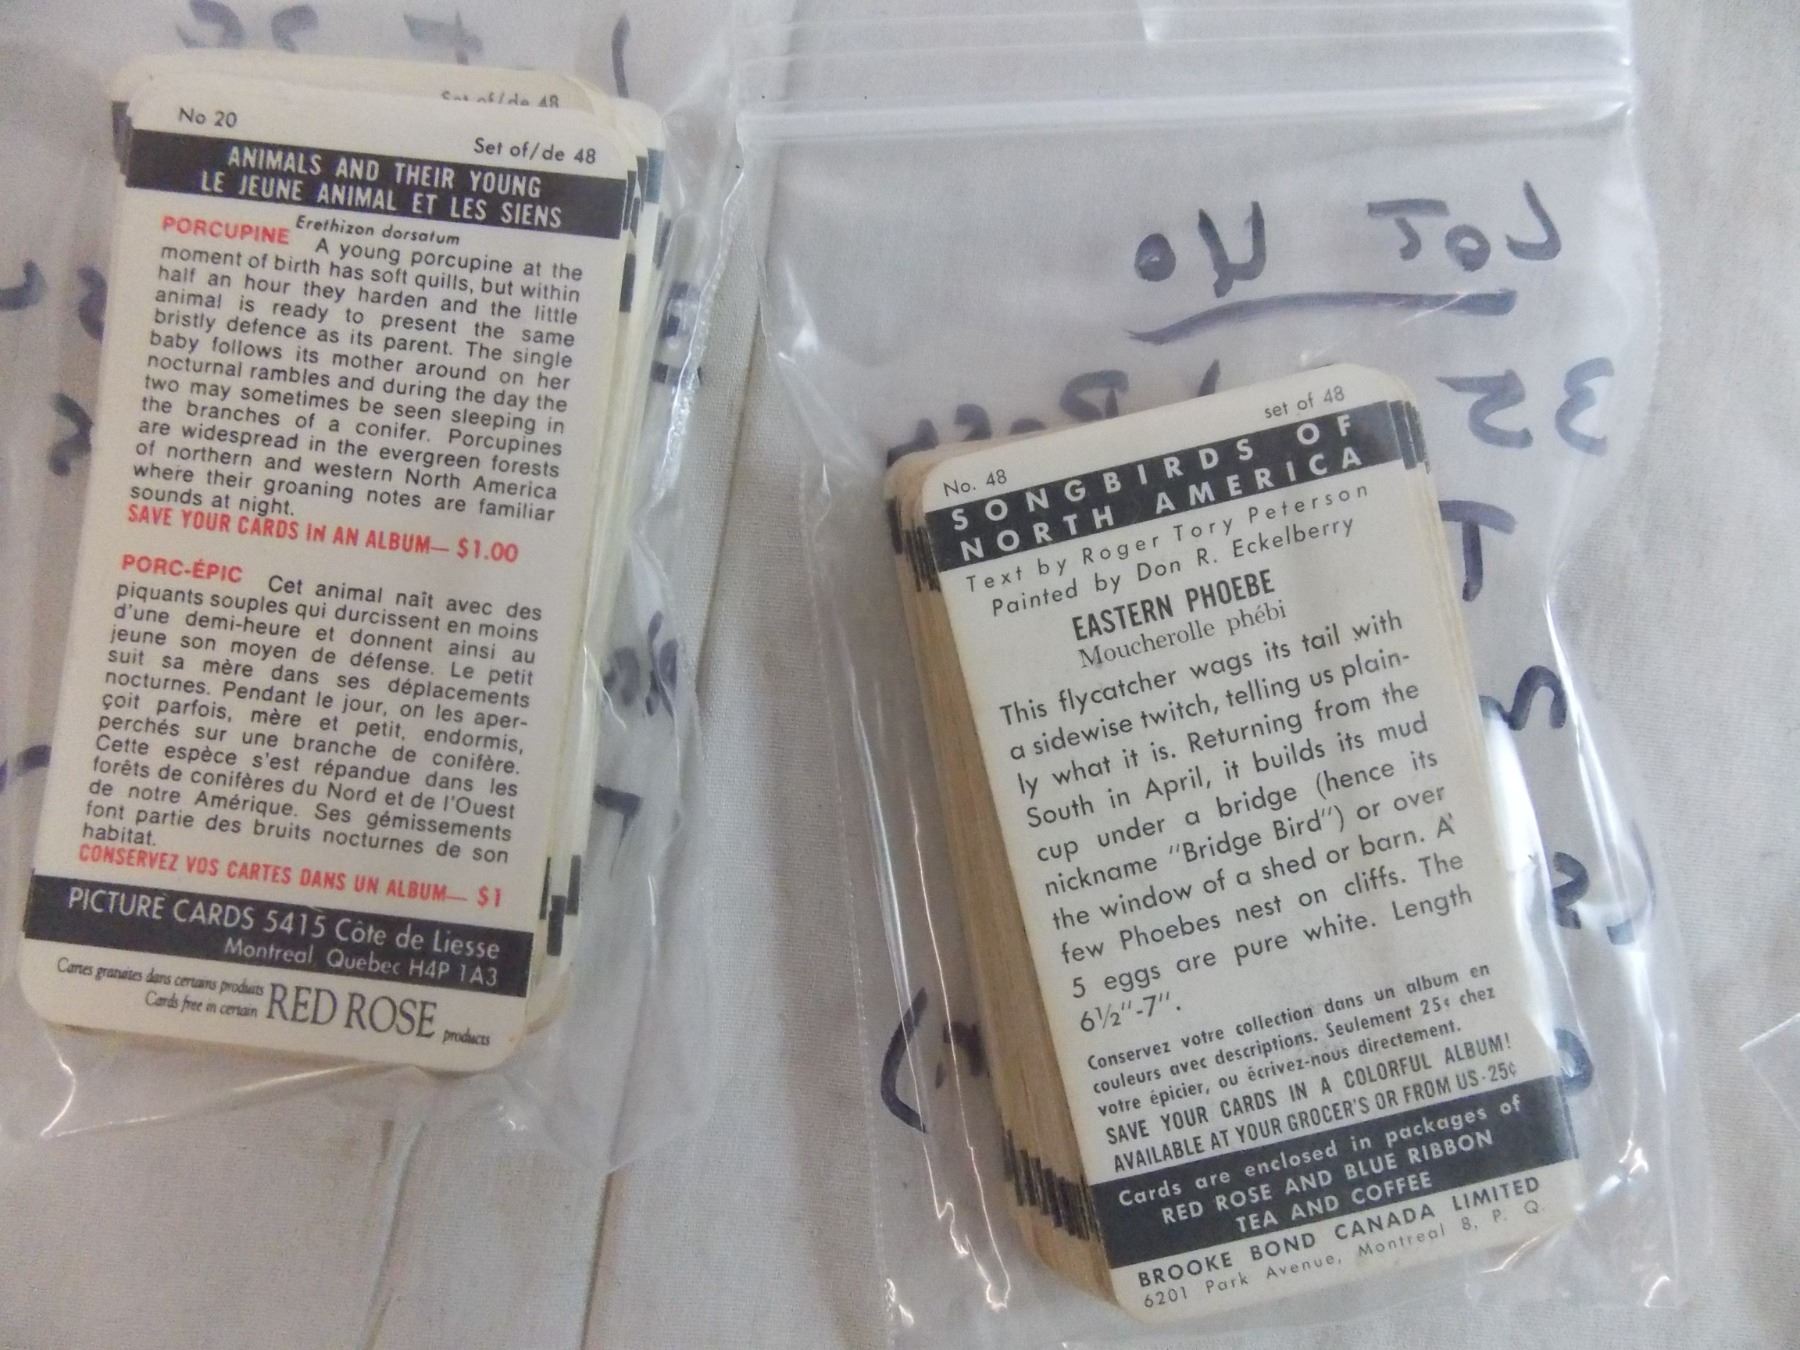 Set of/de 48
No 20
Set of/de 48
ANIMALS AND THEIR YOUNG
LE JEUNE ANIMAL ET LES SIENS
PORCUPINE Erethizon dorsatum
A young porcupine at the
moment of birth has soft quills, but within
half an hour they harden and the little
animal is ready to present the same
bristly defence as its parent. The single
baby follows its mother around on her
nocturnal rambles and during the day the
two may sometimes be seen sleeping in
the branches of a conifer. Porcupines
are widespread in the evergreen forests
of northern and western North America
where their groaning notes are familiar
sounds at night.
SAVE YOUR CARDS IN AN ALBUM— $1.00
PORC-ÉPIC Cet animal naît avec des
piquants souples qui durcissent en moins
d'une demi-heure et donnent ainsi au
jeune son moyen de défense. Le petit
suit sa mère dans ses déplacements
nocturnes. Pendant le jour, on les aper-
çoit parfois, mère et petit, endormis,
perchés sur une branche de conifère.
Cette espèce s'est répandue dans les
forêts de conifères du Nord et de l'Ouest
de notre Amérique. Ses gémissements
font partie des bruits nocturnes de son
habitat.
CONSERVEZ VOS CARTES DANS UN ALBUM— $1
PICTURE CARDS 5415 Côte de Liesse
Montreal, Quebec H4P 1A3
Cartes gratuites dans certains produits
Cards free in certain RED ROSE products
LOT 40
35
No. 48
set of 48
SONGBIRDS OF
NORTH AMERICA
Text by Roger Tory Peterson
Painted by Don R. Eckelberry
EASTERN PHOEBE
Moucherolle phébi
This flycatcher wags its tail with
a sidewise twitch, telling us plain-
ly what it is. Returning from the
South in April, it builds its mud
cup under a bridge (hence its
nickname "Bridge Bird") or over
the window of a shed or barn. A
few Phoebes nest on cliffs. The
5 eggs are pure white. Length
6½"-7".
Conservez votre collection dans un album en
couleurs avec descriptions. Seulement 25¢ chez
votre épicier, ou écrivez-nous directement.
SAVE YOUR CARDS IN A COLORFUL ALBUM!
AVAILABLE AT YOUR GROCER'S OR FROM US-25¢
Cards are enclosed in packages of
RED ROSE AND BLUE RIBBON
TEA AND COFFEE
BROOKE BOND CANADA LIMITED
6201 Park Avenue, Montreal 8, P. Q.